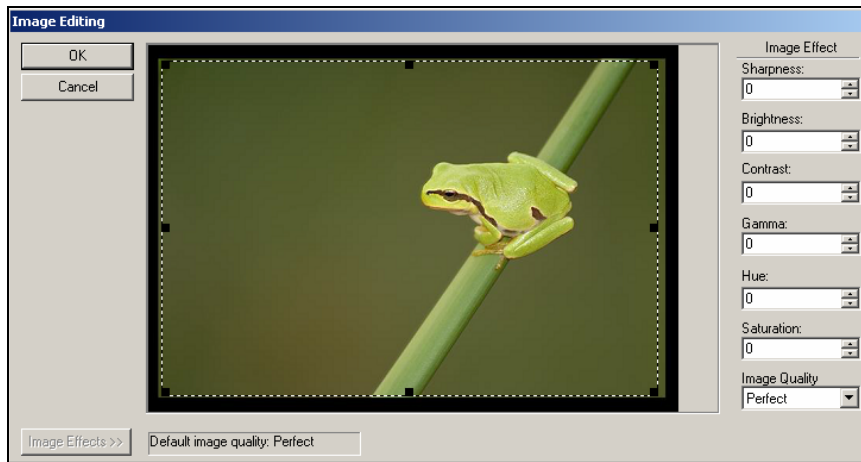 Image Editing
OK
Cancel
Image Effect
Sharpness:
0
Brightness:
0
Contrast:
0
Gamma:
0
Hue:
0
Saturation:
0
Image Quality
Perfect
Image Effects >>
Default image quality: Perfect